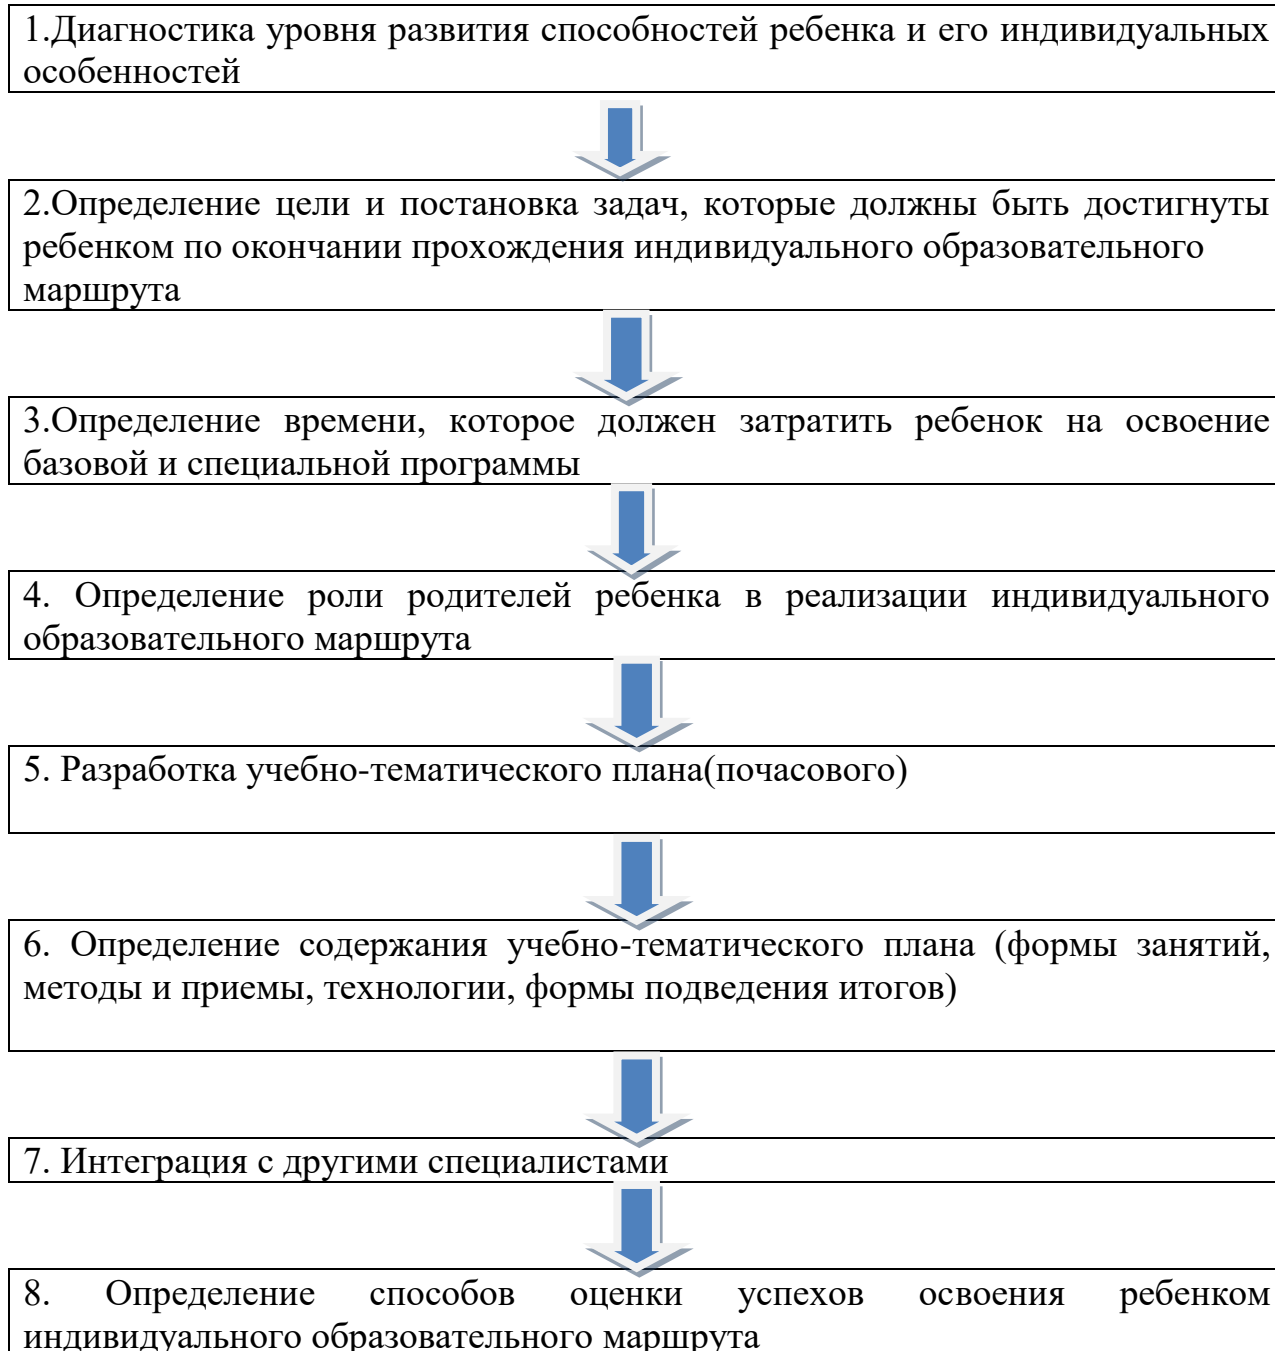 1.Диагностика уровня развития способностей ребенка и его индивидуальных
особенностей
2.Определение цели и постановка задач, которые должны быть достигнуты
ребенком по окончании прохождения индивидуального образовательного
маршрута
3.Определение времени, которое должен затратить ребенок на освоение
базовой и специальной программы
4. Определение роли родителей ребенка в реализации индивидуального
образовательного маршрута
5. Разработка учебно-тематического плана(почасового)
6. Определение содержания учебно-тематического плана (формы занятий,
методы и приемы, технологии, формы подведения итогов)
7. Интеграция с другими специалистами
8. Определение способов оценки успехов освоения ребенком
индивидуального образовательного маршрута